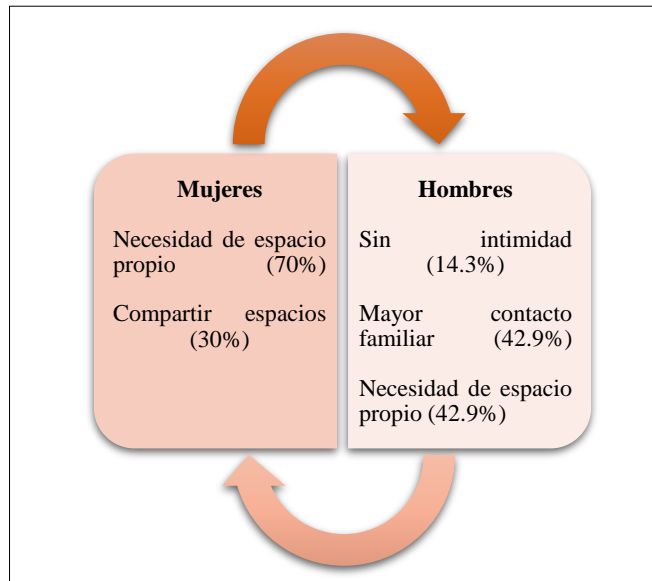 Mujeres
Necesidad de espacio
propio (70%)
Compartir espacios
(30%)
Hombres
Sin intimidad
(14.3%)
Mayor contacto
familiar (42.9%)
Necesidad de espacio
propio (42.9%)